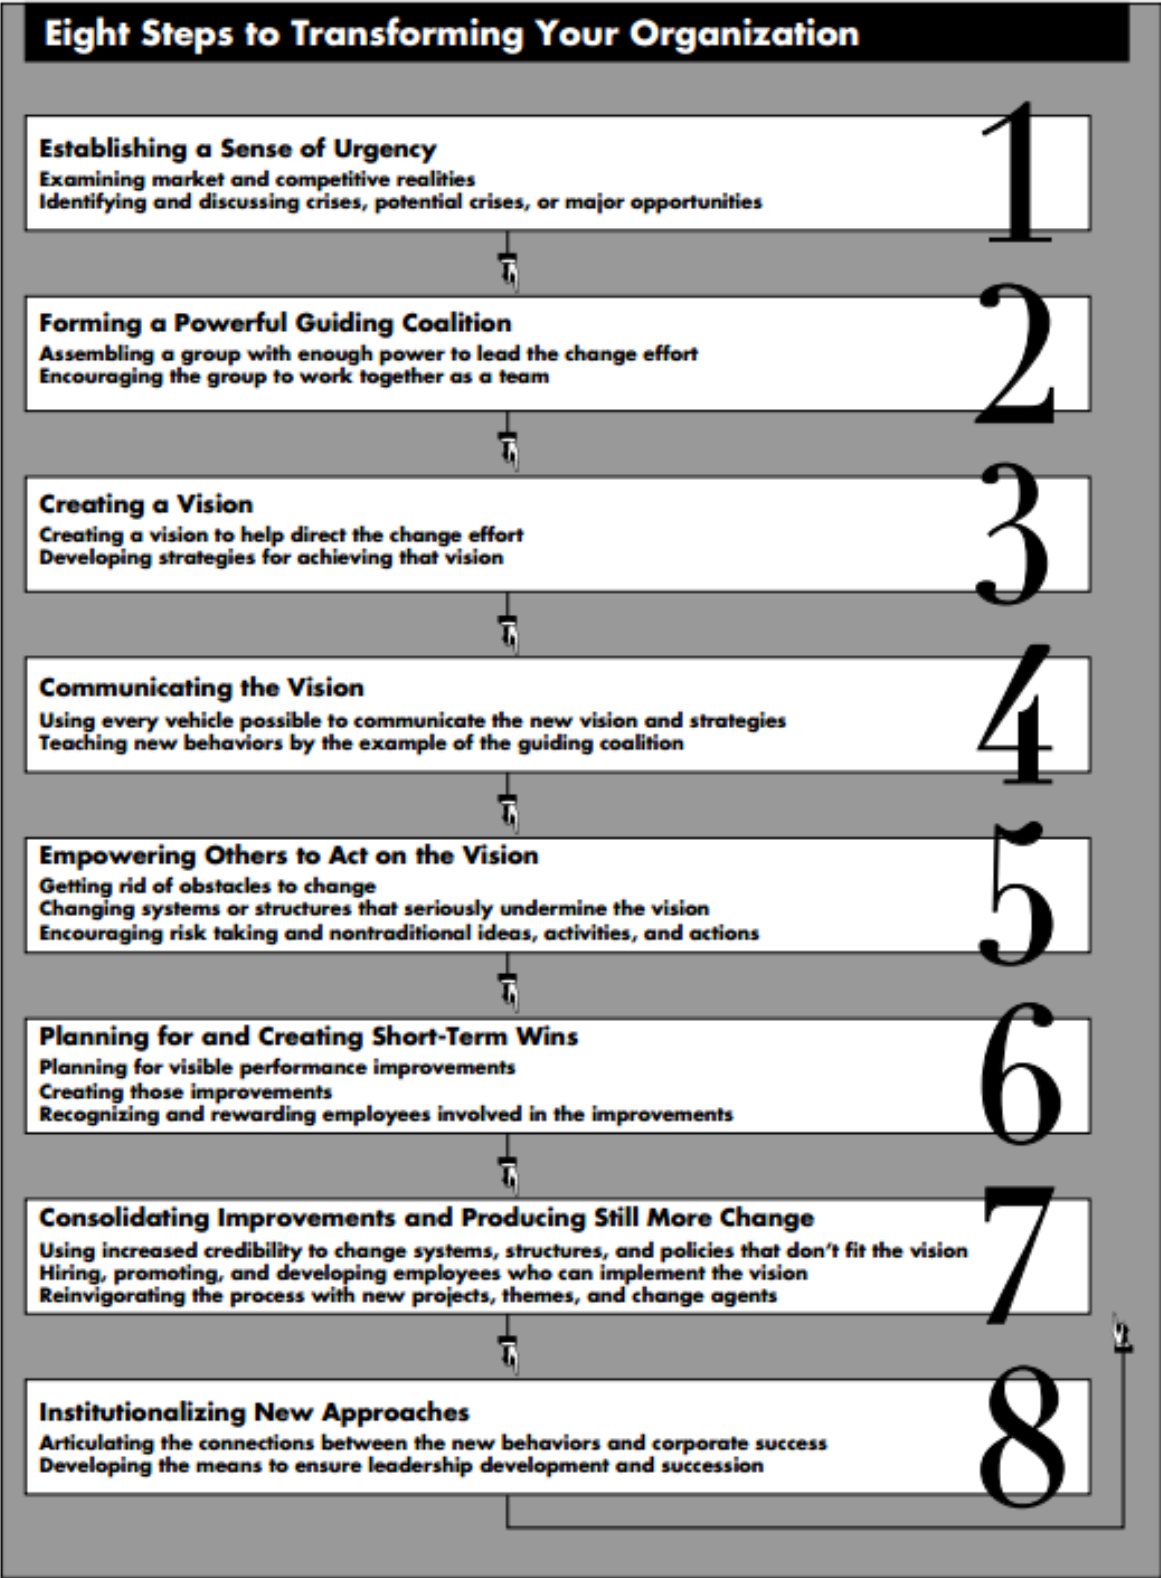 Eight Steps to Transforming Your Organization
1
Establishing a Sense of Urgency
Examining market and competitive realities
Identifying and discussing crises, potential crises, or major opportunities
2
Forming a Powerful Guiding Coalition
Assembling a group with enough power to lead the change effort
Encouraging the group to work together as a team
3
Creating a Vision
Creating a vision to help direct the change effort
Developing strategies for achieving that vision
4
Communicating the Vision
Using every vehicle possible to communicate the new vision and strategies
Teaching new behaviors by the example of the guiding coalition
5
Empowering Others to Act on the Vision
Getting rid of obstacles to change
Changing systems or structures that seriously undermine the vision
Encouraging risk taking and nontraditional ideas, activities, and actions
6
Planning for and Creating Short-Term Wins
Planning for visible performance improvements
Creating those improvements
Recognizing and rewarding employees involved in the improvements
7
Consolidating Improvements and Producing Still More Change
Using increased credibility to change systems, structures, and policies that don’t fit the vision
Hiring, promoting, and developing employees who can implement the vision
Reinvigorating the process with new projects, themes, and change agents
8
Institutionalizing New Approaches
Articulating the connections between the new behaviors and corporate success
Developing the means to ensure leadership development and succession